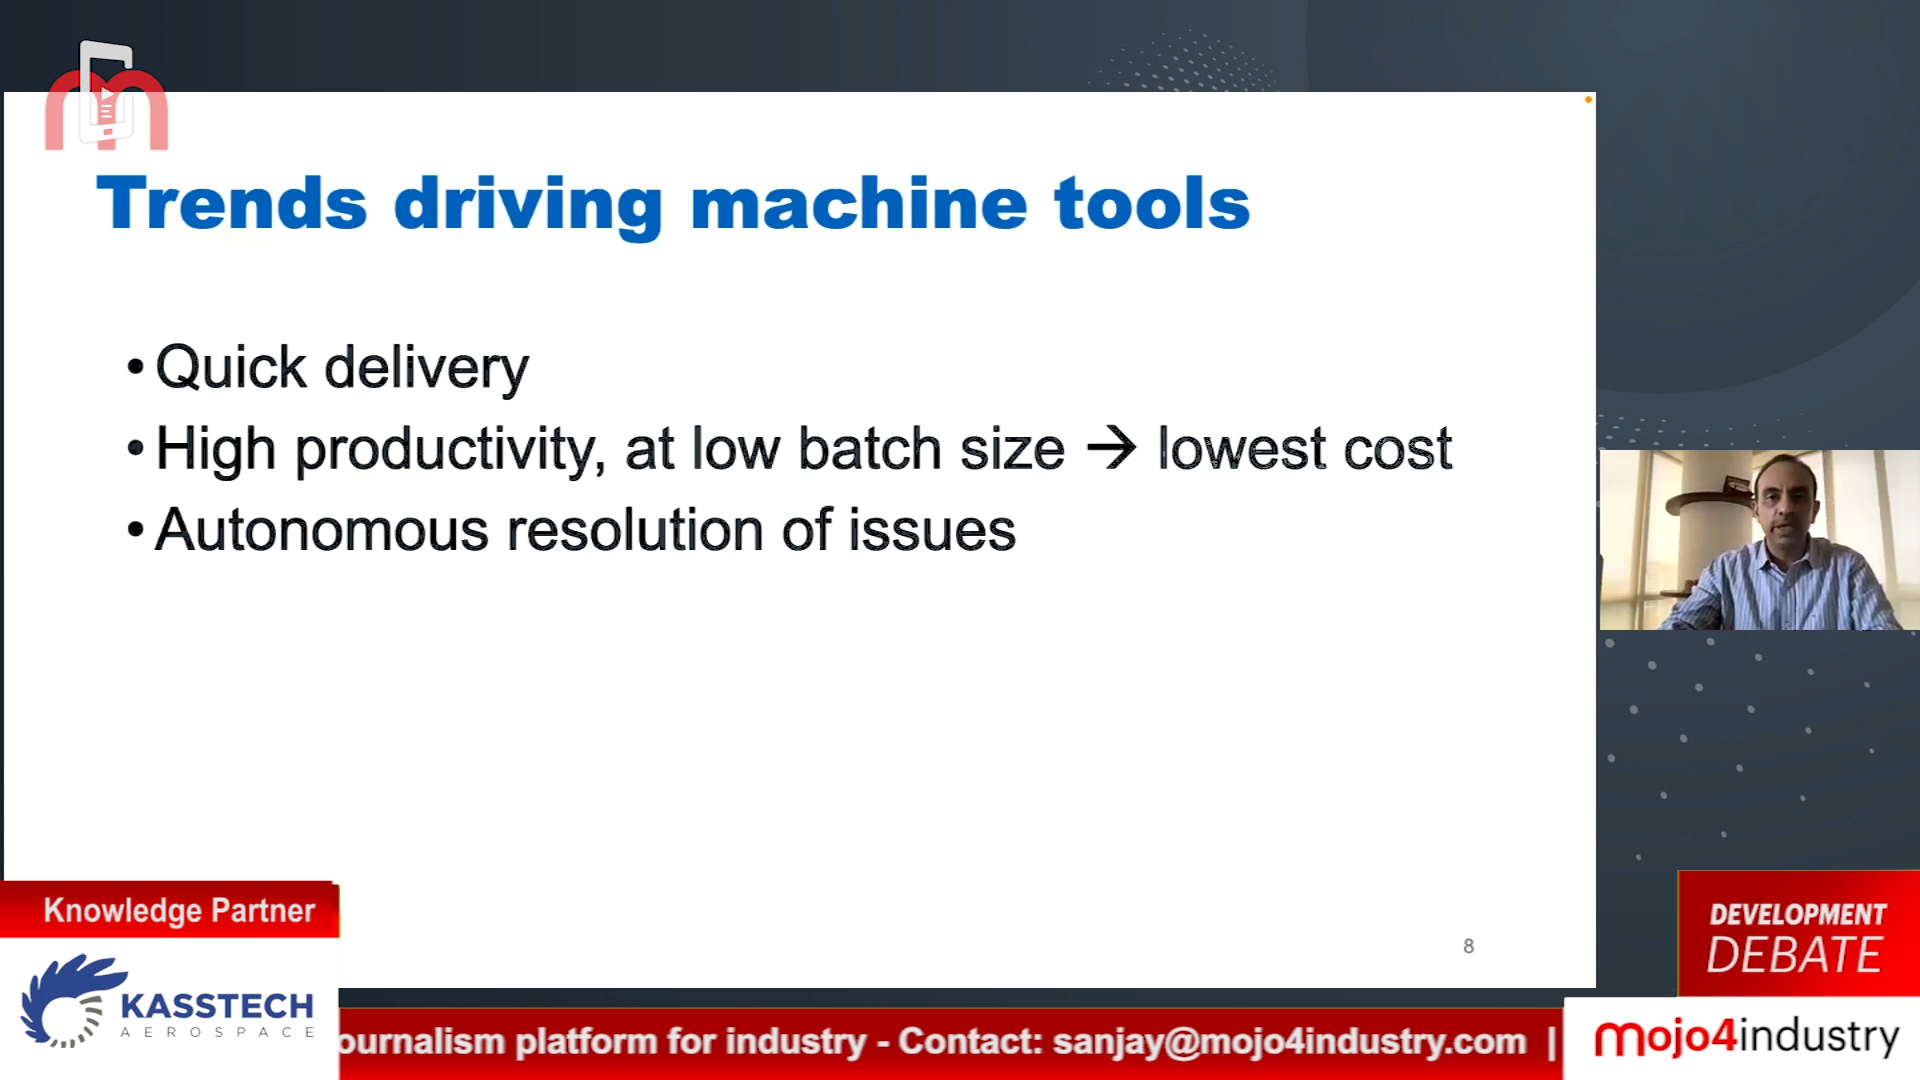 Trends driving machine tools
•Quick delivery
•High productivity, at low batch size → lowest cost
•Autonomous resolution of issues
8
Knowledge Partner
KASSTECH
AEROSPACE
DEVELOPMENT
DEBATE
ournalism platform for industry - Contact: sanjay@mojo4industry.com |
mojo4industry